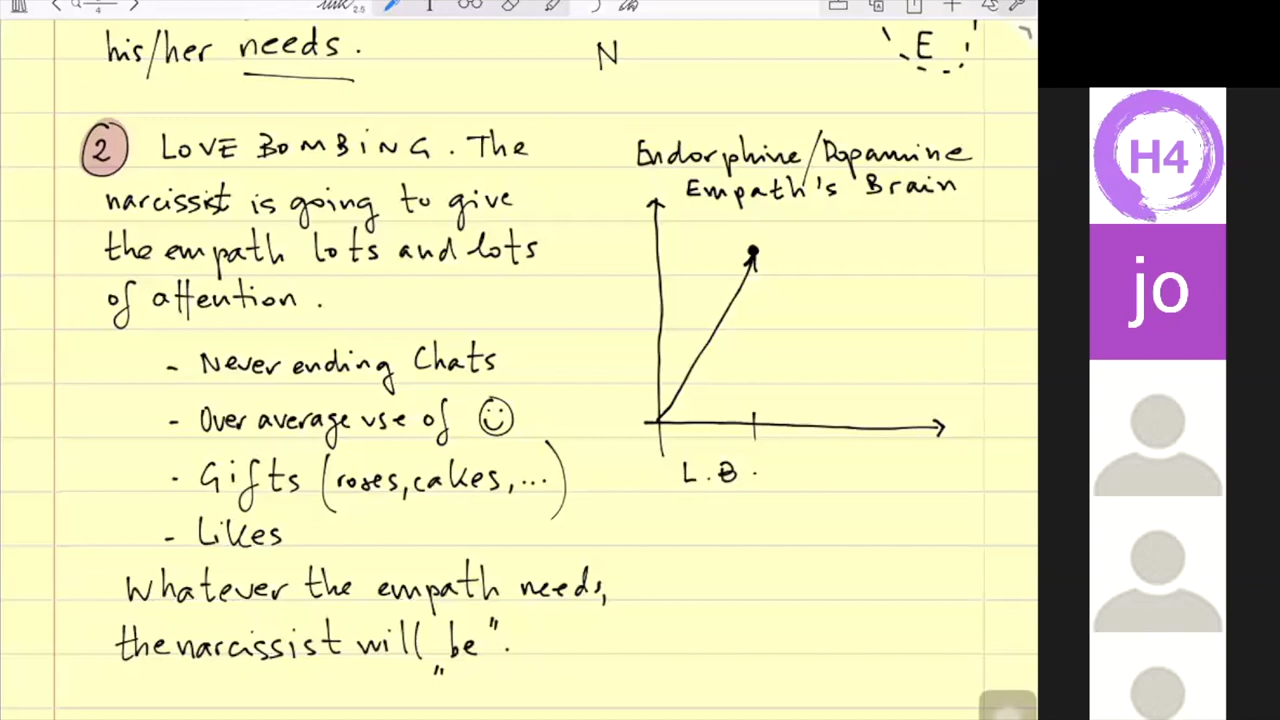 his/her needs.
N
E
2 LOVE BOMBING. The
narcissist is going to give
the empath lots and lots
of attention.
- Never ending Chats
- Over average use of ☺
- Gifts (roses, cakes, ...)
- Likes
Whatever the empath needs,
the narcissist will „be".
Endorphine/Dopamine
Empath's Brain
L.B.
H4
jo